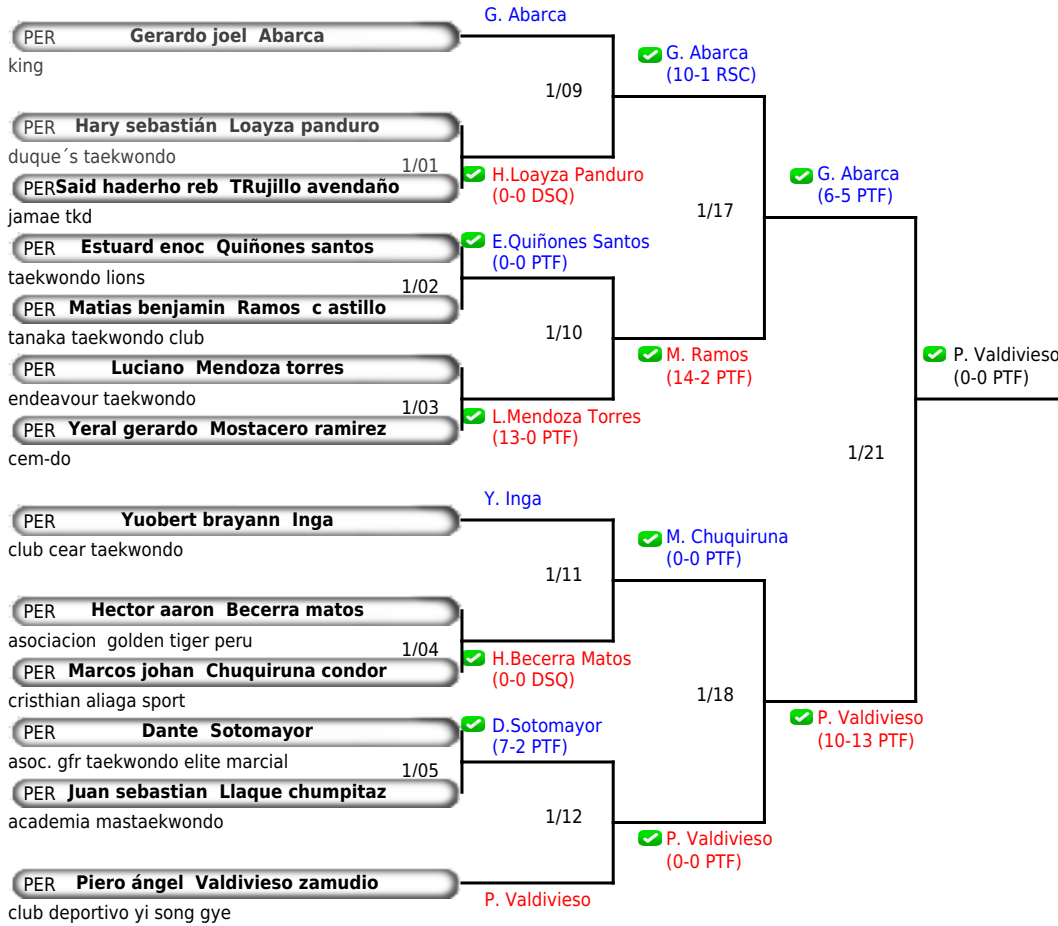 G. Abarca
PER Gerardo joel Abarca
king
G. Abarca
(10-1 RSC)
1/09
PER Hary sebastián Loayza panduro
duque´s taekwondo
1/01
H.Loayza Panduro
(0-0 DSQ)
PER Said haderho reb TRujillo avendaño
jamae tkd
G. Abarca
(6-5 PTF)
1/17
PER Estuard enoc Quiñones santos
taekwondo lions
E.Quiñones Santos
(0-0 PTF)
1/02
PER Matias benjamin Ramos c astillo
tanaka taekwondo club
1/10
M. Ramos
(14-2 PTF)
P. Valdivieso
(0-0 PTF)
PER Luciano Mendoza torres
endeavour taekwondo
1/03
L.Mendoza Torres
(13-0 PTF)
PER Yeral gerardo Mostacero ramirez
cem-do
1/21
Y. Inga
PER Yuobert brayann Inga
club cear taekwondo
M. Chuquiruna
(0-0 PTF)
1/11
PER Hector aaron Becerra matos
asociacion golden tiger peru
1/04
H.Becerra Matos
(0-0 DSQ)
PER Marcos johan Chuquiruna condor
cristhian aliaga sport
1/18
P. Valdivieso
(10-13 PTF)
PER Dante Sotomayor
asoc. gfr taekwondo elite marcial
D.Sotomayor
(7-2 PTF)
1/05
PER Juan sebastian Llaque chumpitaz
academia mastaekwondo
1/12
P. Valdivieso
(0-0 PTF)
PER Piero ángel Valdivieso zamudio
club deportivo yi song gye
P. Valdivieso